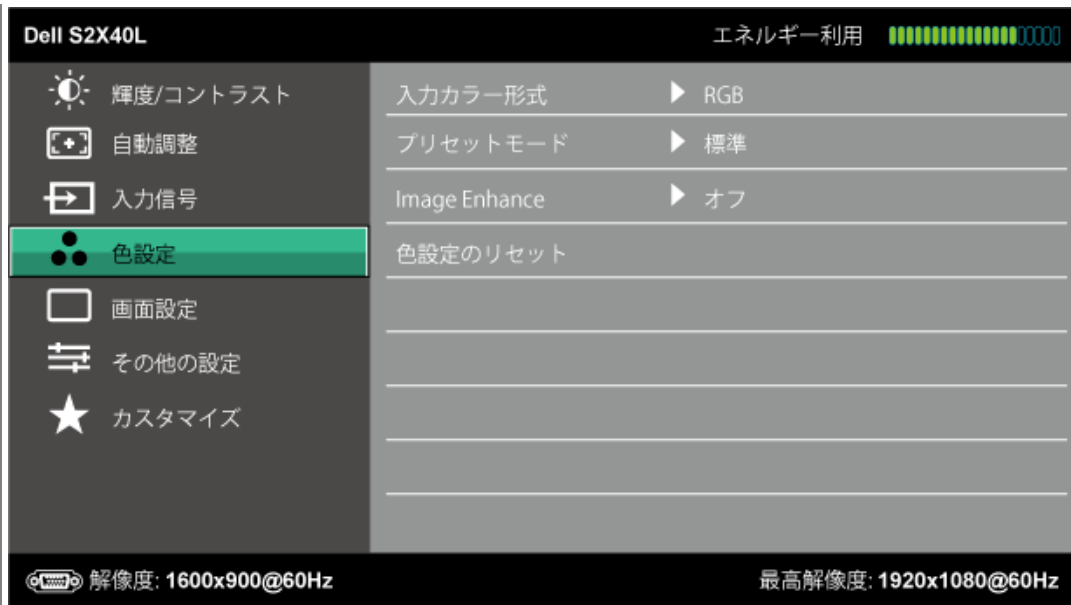 Dell S2X40L エネルギー利用
輝度/コントラスト
自動調整
入力信号
色設定
画面設定
その他の設定
カスタマイズ
入力カラー形式 RGB
プリセットモード 標準
Image Enhance オフ
色設定のリセット
解像度: 1600x900@60Hz 最高解像度: 1920x1080@60Hz